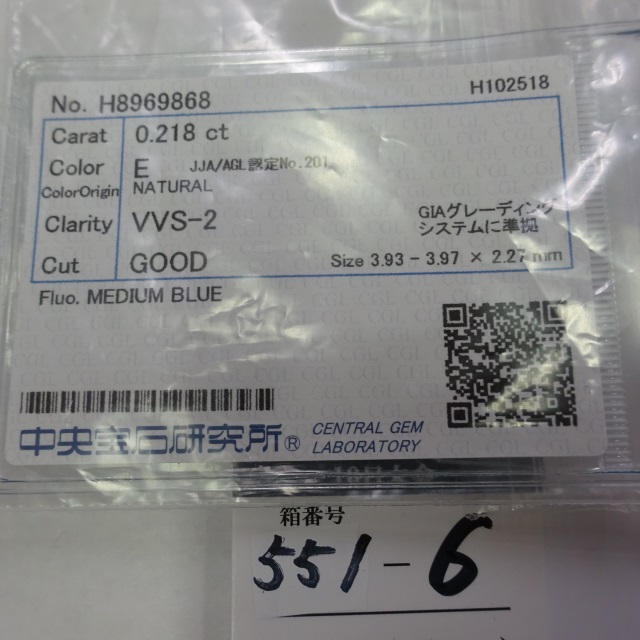 No. H8969868
H102518
Carat 0.218 ct
Color E JJA/AGL認定No.201
ColorOrigin NATURAL
Clarity VVS-2
GIAグレーディング
システムに準拠
Cut GOOD Size 3.93 - 3.97 × 2.27 mm
Fluo. MEDIUM BLUE
中央宝石研究所® CENTRAL GEM
LABORATORY
箱番号
551-6